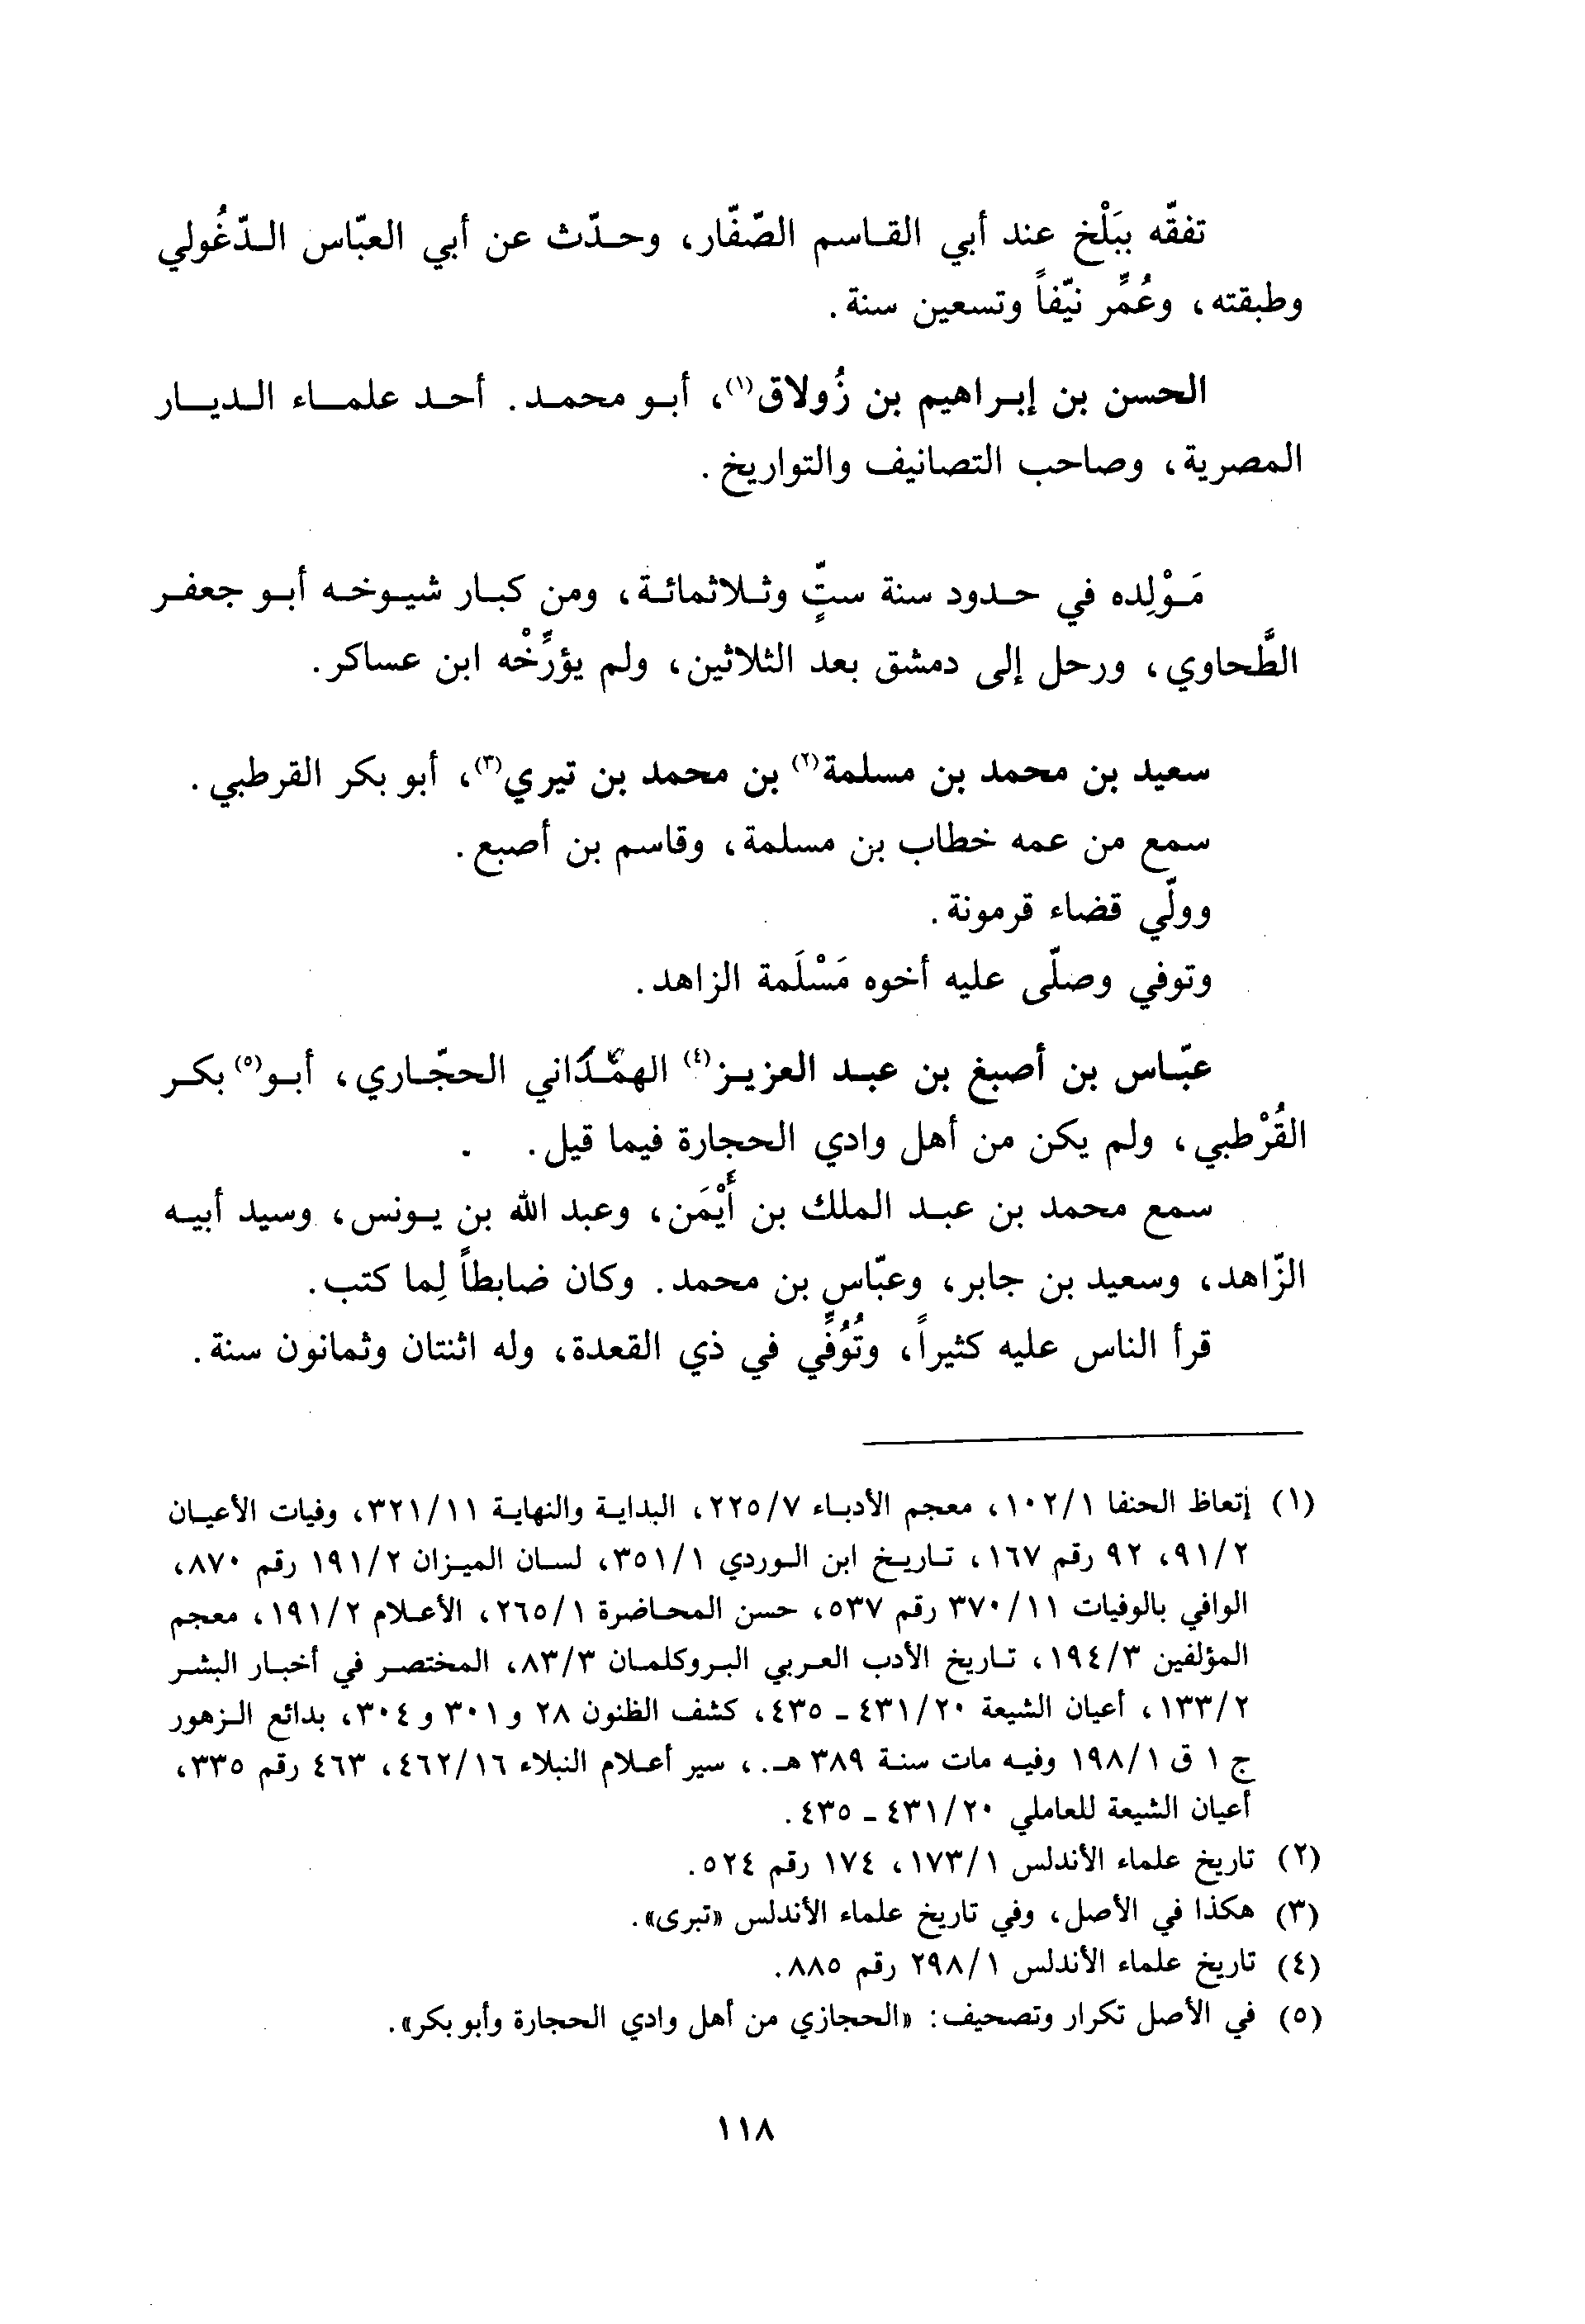 تفقّه ببَلْخ عند أبي القاسم الصّفّار، وحدّث عن أبي العبّاس الدّغُولي
وطبقته، وعُمِّر نيّفاً وتسعين سنة.
الحسن بن إبراهيم بن زُولاق(١)، أبو محمد. أحد علماء الديار
المصرية، وصاحب التصانيف والتواريخ.
مَوْلِده في حدود سنة ستٍّ وثلاثمائة، ومن كبار شيوخه أبو جعفر
الطَّحاوي، ورحل إلى دمشق بعد الثلاثين، ولم يؤرِّخْه ابن عساكر.
سعيد بن محمد بن مسلمة(٢) بن محمد بن تيري(٣)، أبو بكر القرطبي.
سمع من عمه خطاب بن مسلمة، وقاسم بن أصبع.
وولّي قضاء قرمونة.
وتوفي وصلّى عليه أخوه مَسْلَمة الزاهد.
عبّاس بن أصبغ بن عبد العزيز(٤) الهمْداني الحجّاري، أبو(٥) بكر
القُرْطبي، ولم يكن من أهل وادي الحجارة فيما قيل.
سمع محمد بن عبد الملك بن أَيْمَن، وعبد الله بن يونس، وسيد أبيه
الزّاهد، وسعيد بن جابر، وعبّاس بن محمد. وكان ضابطاً لِما كتب.
قرأ الناس عليه كثيراً، وتُوُفِّي في ذي القعدة، وله اثنتان وثمانون سنة.
(١) إتعاظ الحنفا ١٠٢/١، معجم الأدباء ٢٢٥/٧، البداية والنهاية ٣٢١/١١، وفيات الأعيان
٩١/٢، ٩٢ رقم ١٦٧، تاريخ ابن الوردي ٣٥١/١، لسان الميزان ١٩١/٢ رقم ٨٧٠،
الوافي بالوفيات ٣٧٠/١١ رقم ٥٣٧، حسن المحاضرة ٢٦٥/١، الأعلام ١٩١/٢، معجم
المؤلفين ١٩٤/٣، تاريخ الأدب العربي البروكلمان ٨٣/٣، المختصر في أخبار البشر
١٣٣/٢، أعيان الشيعة ٤٣١/٢٠ ـ ٤٣٥، كشف الظنون ٢٨ و٣٠١ و٣٠٤، بدائع الزهور
ج ١ ق ١٩٨/١ وفيه مات سنة ٣٨٩ هـ.، سير أعلام النبلاء ٤٦٢/١٦، ٤٦٣ رقم ٣٣٥،
أعيان الشيعة للعاملي ٤٣١/٢٠ ـ ٤٣٥.
(٢) تاريخ علماء الأندلس ١٧٣/١، ١٧٤ رقم ٥٢٤.
(٣) هكذا في الأصل، وفي تاريخ علماء الأندلس «تبرى».
(٤) تاريخ علماء الأندلس ٢٩٨/١ رقم ٨٨٥.
(٥) في الأصل تكرار وتصحيف: «الحجازي من أهل وادي الحجارة وأبو بكر».
١١٨